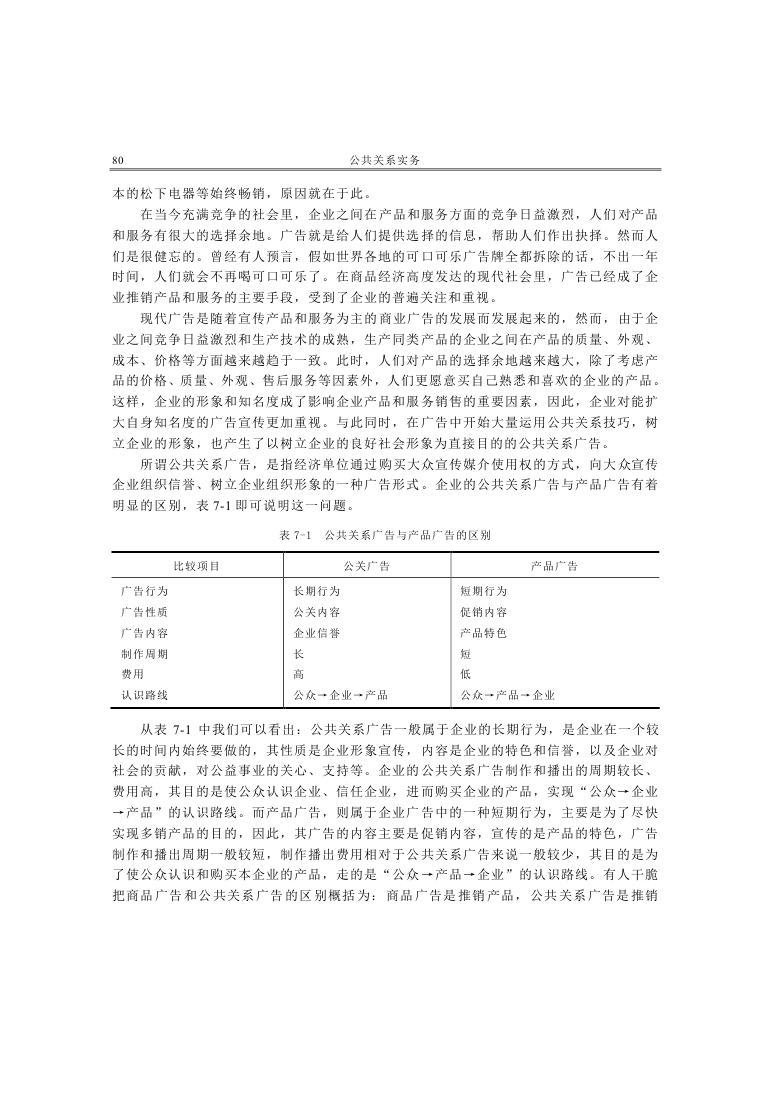 80 公共关系实务
本的松下电器等始终畅销，原因就在于此。
在当今充满竞争的社会里，企业之间在产品和服务方面的竞争日益激烈，人们对产品
和服务有很大的选择余地。广告就是给人们提供选择的信息，帮助人们作出抉择。然而人
们是很健忘的。曾经有人预言，假如世界各地的可口可乐广告牌全都拆除的话，不出一年
时间，人们就会不再喝可口可乐了。在商品经济高度发达的现代社会里，广告已经成了企
业推销产品和服务的主要手段，受到了企业的普遍关注和重视。
现代广告是随着宣传产品和服务为主的商业广告的发展而发展起来的，然而，由于企
业之间竞争日益激烈和生产技术的成熟，生产同类产品的企业之间在产品的质量、外观、
成本、价格等方面越来越趋于一致。此时，人们对产品的选择余地越来越大，除了考虑产
品的价格、质量、外观、售后服务等因素外，人们更愿意买自己熟悉和喜欢的企业的产品。
这样，企业的形象和知名度成了影响企业产品和服务销售的重要因素，因此，企业对能扩
大自身知名度的广告宣传更加重视。与此同时，在广告中开始大量运用公共关系技巧，树
立企业的形象，也产生了以树立企业的良好社会形象为直接目的的公共关系广告。
所谓公共关系广告，是指经济单位通过购买大众宣传媒介使用权的方式，向大众宣传
企业组织信誉、树立企业组织形象的一种广告形式。企业的公共关系广告与产品广告有着
明显的区别，表 7-1 即可说明这一问题。
表 7-1 公共关系广告与产品广告的区别
比较项目 公关广告 产品广告
广告行为 长期行为 短期行为
广告性质 公关内容 促销内容
广告内容 企业信誉 产品特色
制作周期 长 短
费用 高 低
认识路线 公众→企业→产品 公众→产品→企业
从表 7-1 中我们可以看出：公共关系广告一般属于企业的长期行为，是企业在一个较
长的时间内始终要做的，其性质是企业形象宣传，内容是企业的特色和信誉，以及企业对
社会的贡献，对公益事业的关心、支持等。企业的公共关系广告制作和播出的周期较长、
费用高，其目的是使公众认识企业、信任企业，进而购买企业的产品，实现“公众→企业
→产品”的认识路线。而产品广告，则属于企业广告中的一种短期行为，主要是为了尽快
实现多销产品的目的，因此，其广告的内容主要是促销内容，宣传的是产品的特色，广告
制作和播出周期一般较短，制作播出费用相对于公共关系广告来说一般较少，其目的是为
了使公众认识和购买本企业的产品，走的是“公众→产品→企业”的认识路线。有人干脆
把商品广告和公共关系广告的区别概括为：商品广告是推销产品，公共关系广告是推销